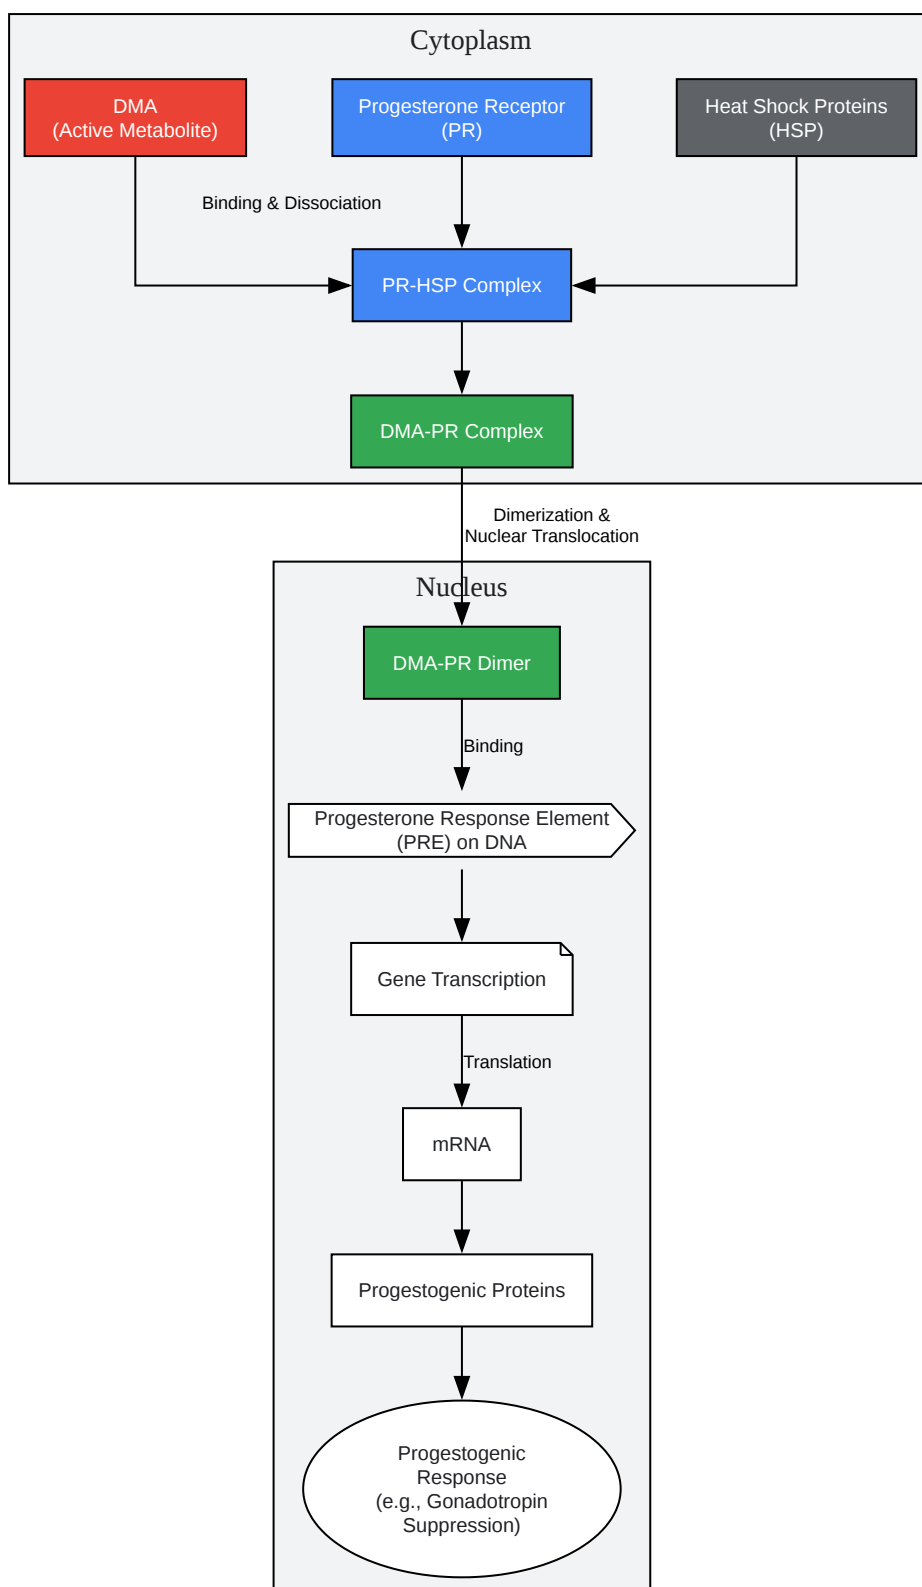 Cytoplasm
DMA
(Active Metabolite)
Progesterone Receptor
(PR)
Heat Shock Proteins
(HSP)
Binding & Dissociation
PR-HSP Complex
DMA-PR Complex
Dimerization &
Nuclear Translocation
Nucleus
DMA-PR Dimer
Binding
Progesterone Response Element
(PRE) on DNA
Gene Transcription
Translation
mRNA
Progestogenic Proteins
Progestogenic
Response
(e.g., Gonadotropin
Suppression)